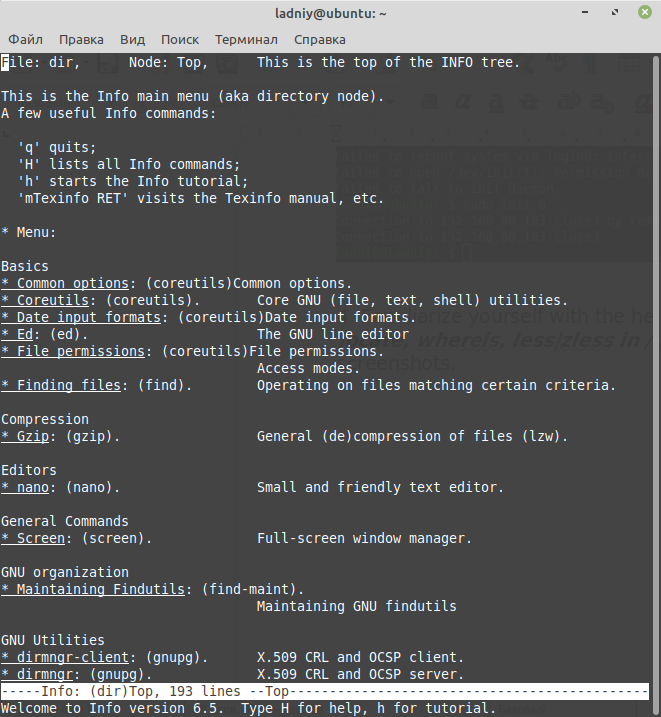 ladniy@ubuntu: ~
Файл Правка Вид Поиск Терминал Справка
File: dir,      Node: Top,      This is the top of the INFO tree.
This is the Info main menu (aka directory node).
A few useful Info commands:
  'q' quits;
  'H' lists all Info commands;
  'h' starts the Info tutorial;
  'mTexinfo RET' visits the Texinfo manual, etc.
* Menu:
Basics
* Common options: (coreutils)Common options.
* Coreutils: (coreutils).       Core GNU (file, text, shell) utilities.
* Date input formats: (coreutils)Date input formats.
* Ed: (ed).                     The GNU line editor
* File permissions: (coreutils)File permissions.
                                Access modes.
* Finding files: (find).        Operating on files matching certain criteria.
Compression
* Gzip: (gzip).                 General (de)compression of files (lzw).
Editors
* nano: (nano).                 Small and friendly text editor.
General Commands
* Screen: (screen).             Full-screen window manager.
GNU organization
* Maintaining Findutils: (find-maint).
                                Maintaining GNU findutils
GNU Utilities
* dirmngr-client: (gnupg).      X.509 CRL and OCSP client.
* dirmngr: (gnupg).             X.509 CRL and OCSP server.
-----Info: (dir)Top, 193 lines --Top---------------------------------------------
Welcome to Info version 6.5.  Type H for help, h for tutorial.